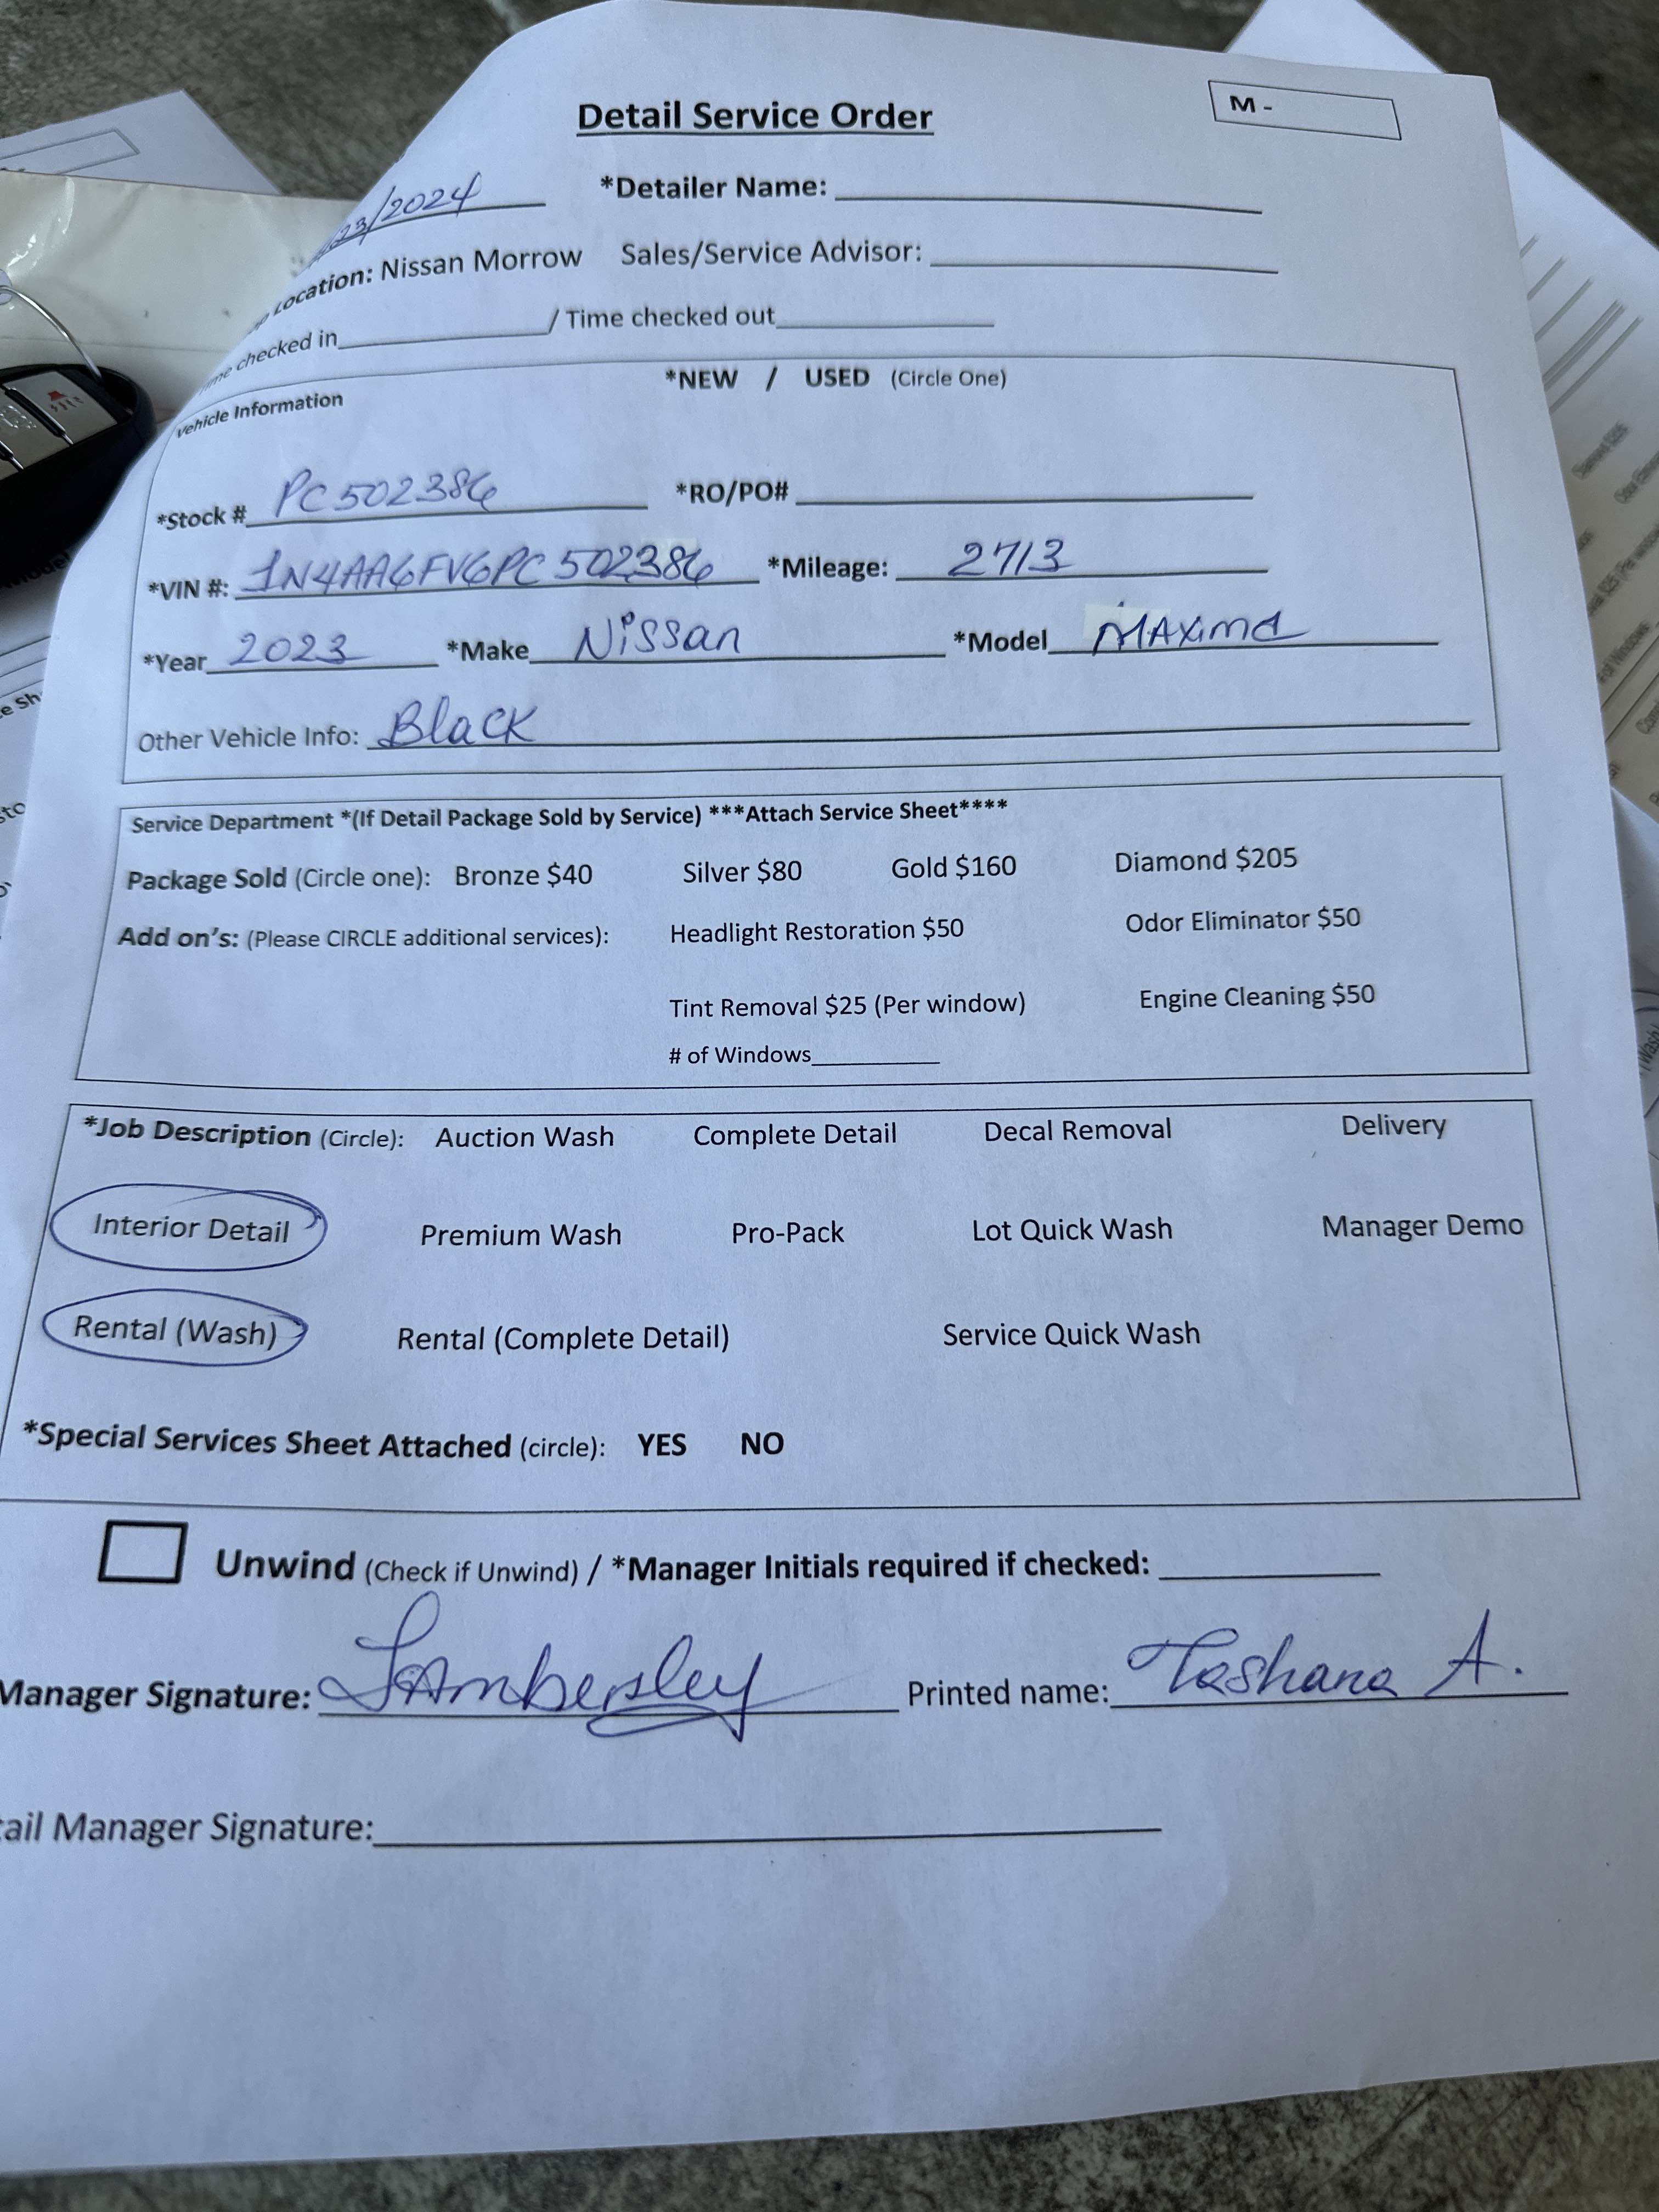 Detail Service Order
M -
23/2024 *Detailer Name:
Location: Nissan Morrow Sales/Service Advisor:
checked in / Time checked out
Vehicle Information *NEW / USED (Circle One)
*Stock # PC502386 *RO/PO#
*VIN #: 1N4AA6FV6PC502386 *Mileage: 2713
*Year 2023 *Make Nissan *Model MAXima
Other Vehicle Info: Black
Service Department *(If Detail Package Sold by Service) ***Attach Service Sheet****
Package Sold (Circle one): Bronze $40 Silver $80 Gold $160 Diamond $205
Add on's: (Please CIRCLE additional services): Headlight Restoration $50 Odor Eliminator $50
Tint Removal $25 (Per window) Engine Cleaning $50
# of Windows
*Job Description (Circle): Auction Wash Complete Detail Decal Removal Delivery
Interior Detail Premium Wash Pro-Pack Lot Quick Wash Manager Demo
Rental (Wash) Rental (Complete Detail) Service Quick Wash
*Special Services Sheet Attached (circle): YES NO
Unwind (Check if Unwind) / *Manager Initials required if checked:
Manager Signature: Printed name: Tashana A.
ail Manager Signature: